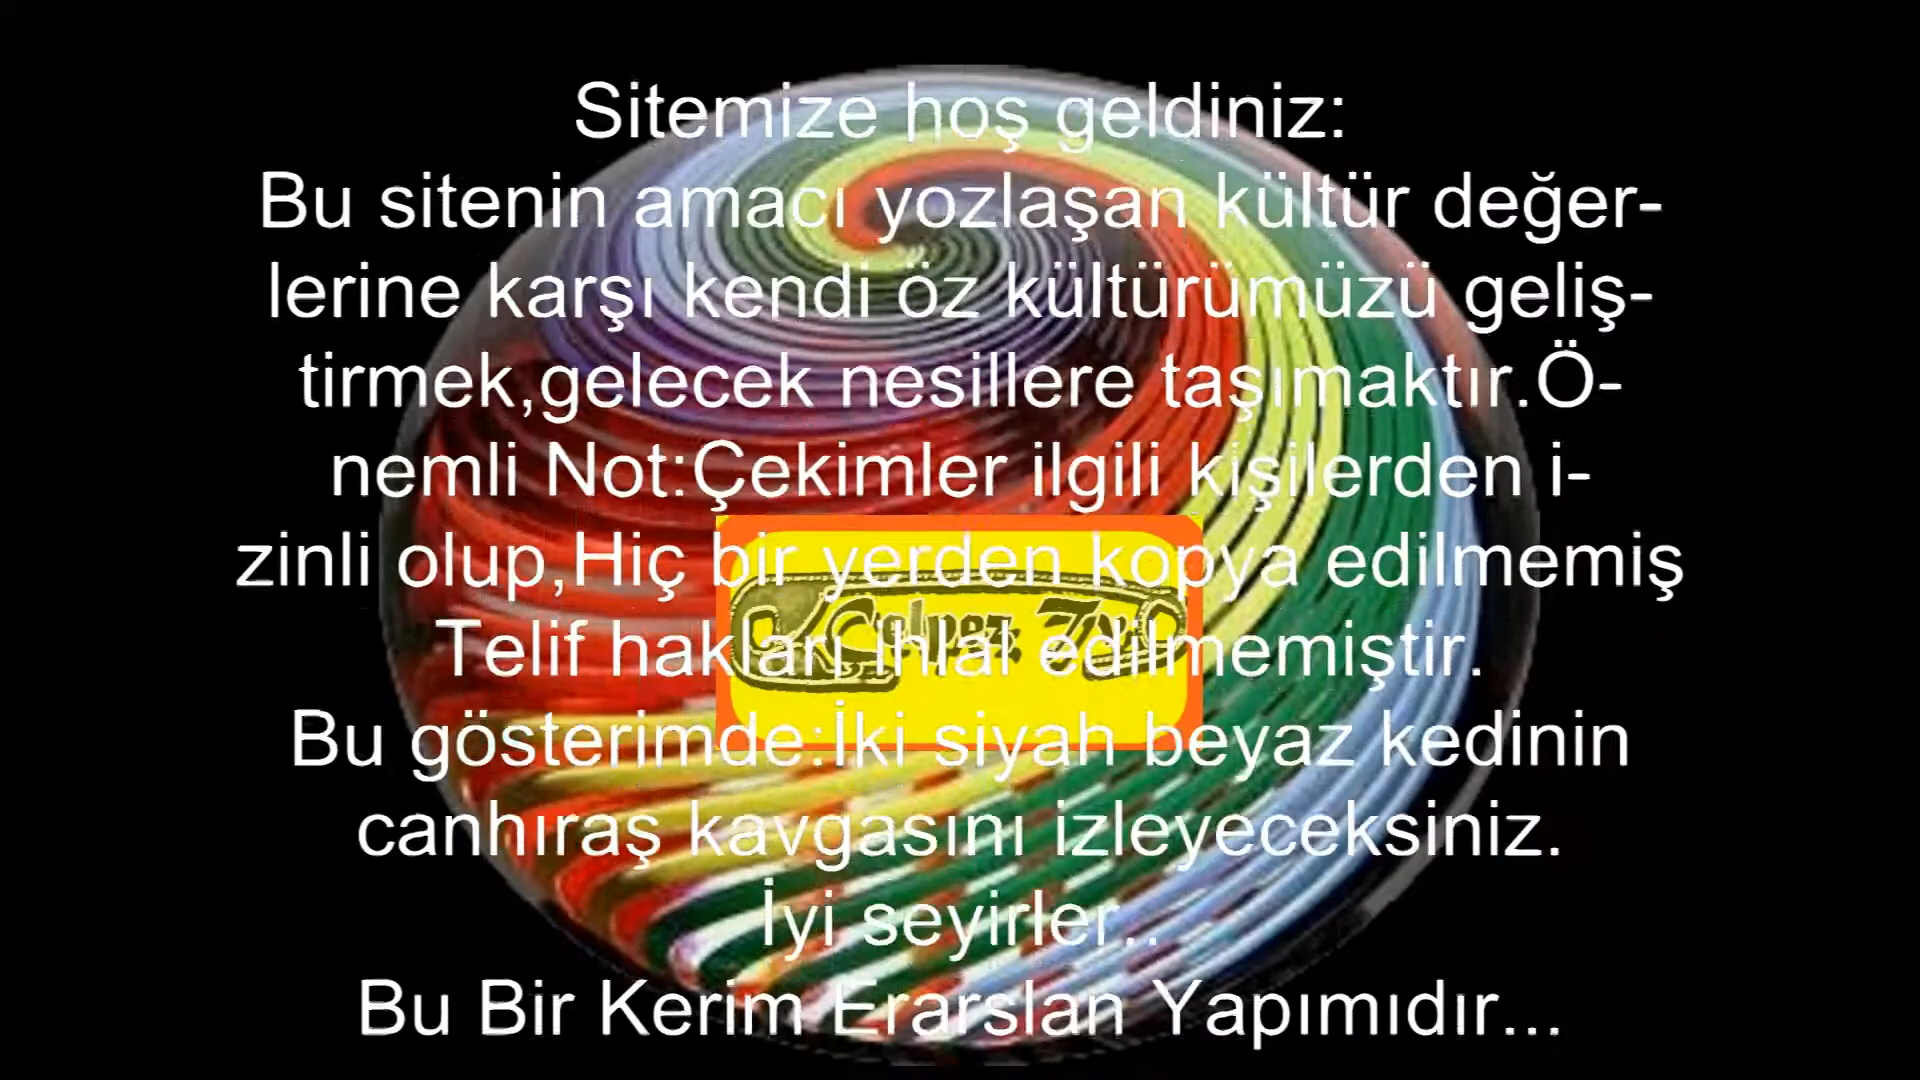 Sitemize hoş geldiniz:
Bu sitenin amacı yozlaşan kültür değer-
lerine karşı kendi öz kültürümüzü geliş-
tirmek,gelecek nesillere taşımaktır.Ö-
nemli Not:Çekimler ilgili kişilerden i-
zinli olup,Hiç bir yerden kopya edilmemiş
Telif hakları ihlal edilmemiştir.
Bu gösterimde:İki siyah beyaz kedinin
canhıraş kavgasını izleyeceksiniz.
İyi seyirler..
Bu Bir Kerim Erarslan Yapımıdır...